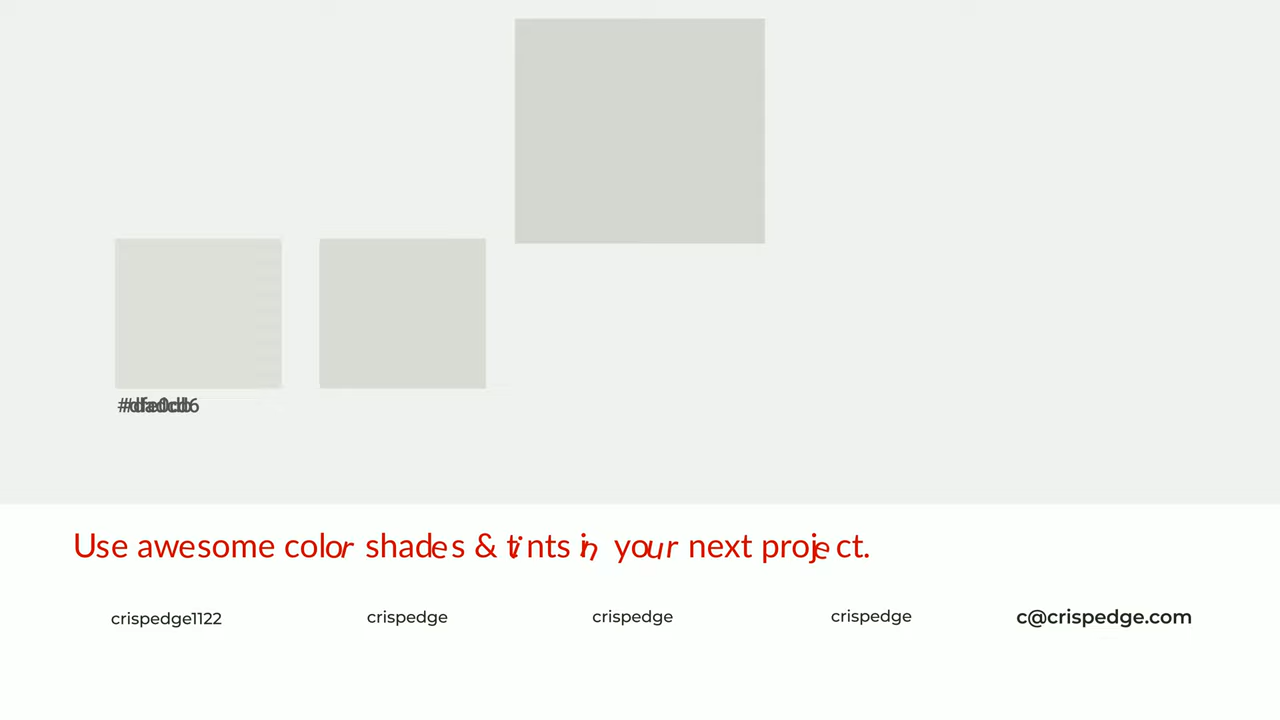 Use awesome color shades & tints in your next project.
crispedge1122 crispedge crispedge crispedge c@crispedge.com